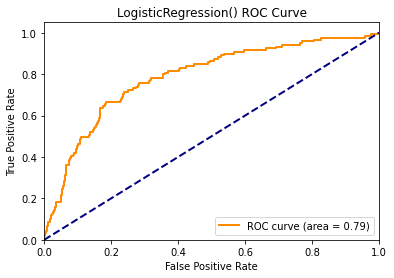 LogisticRegression() ROC Curve
True Positive Rate
1.0
0.8
0.6
0.4
0.2
0.0
ROC curve (area = 0.79)
0.0 0.2 0.4 0.6 0.8 1.0
False Positive Rate